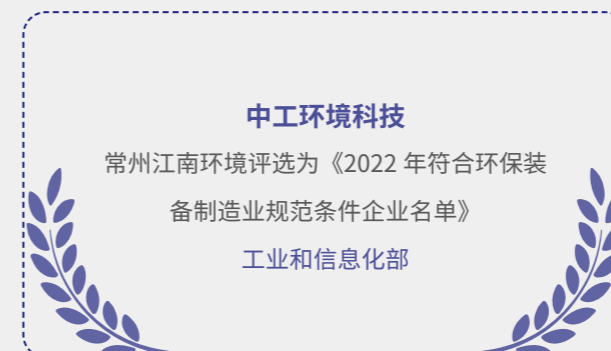 中工环境科技
常州江南环境评选为《2022 年符合环保装
备制造业规范条件企业名单》
工业和信息化部